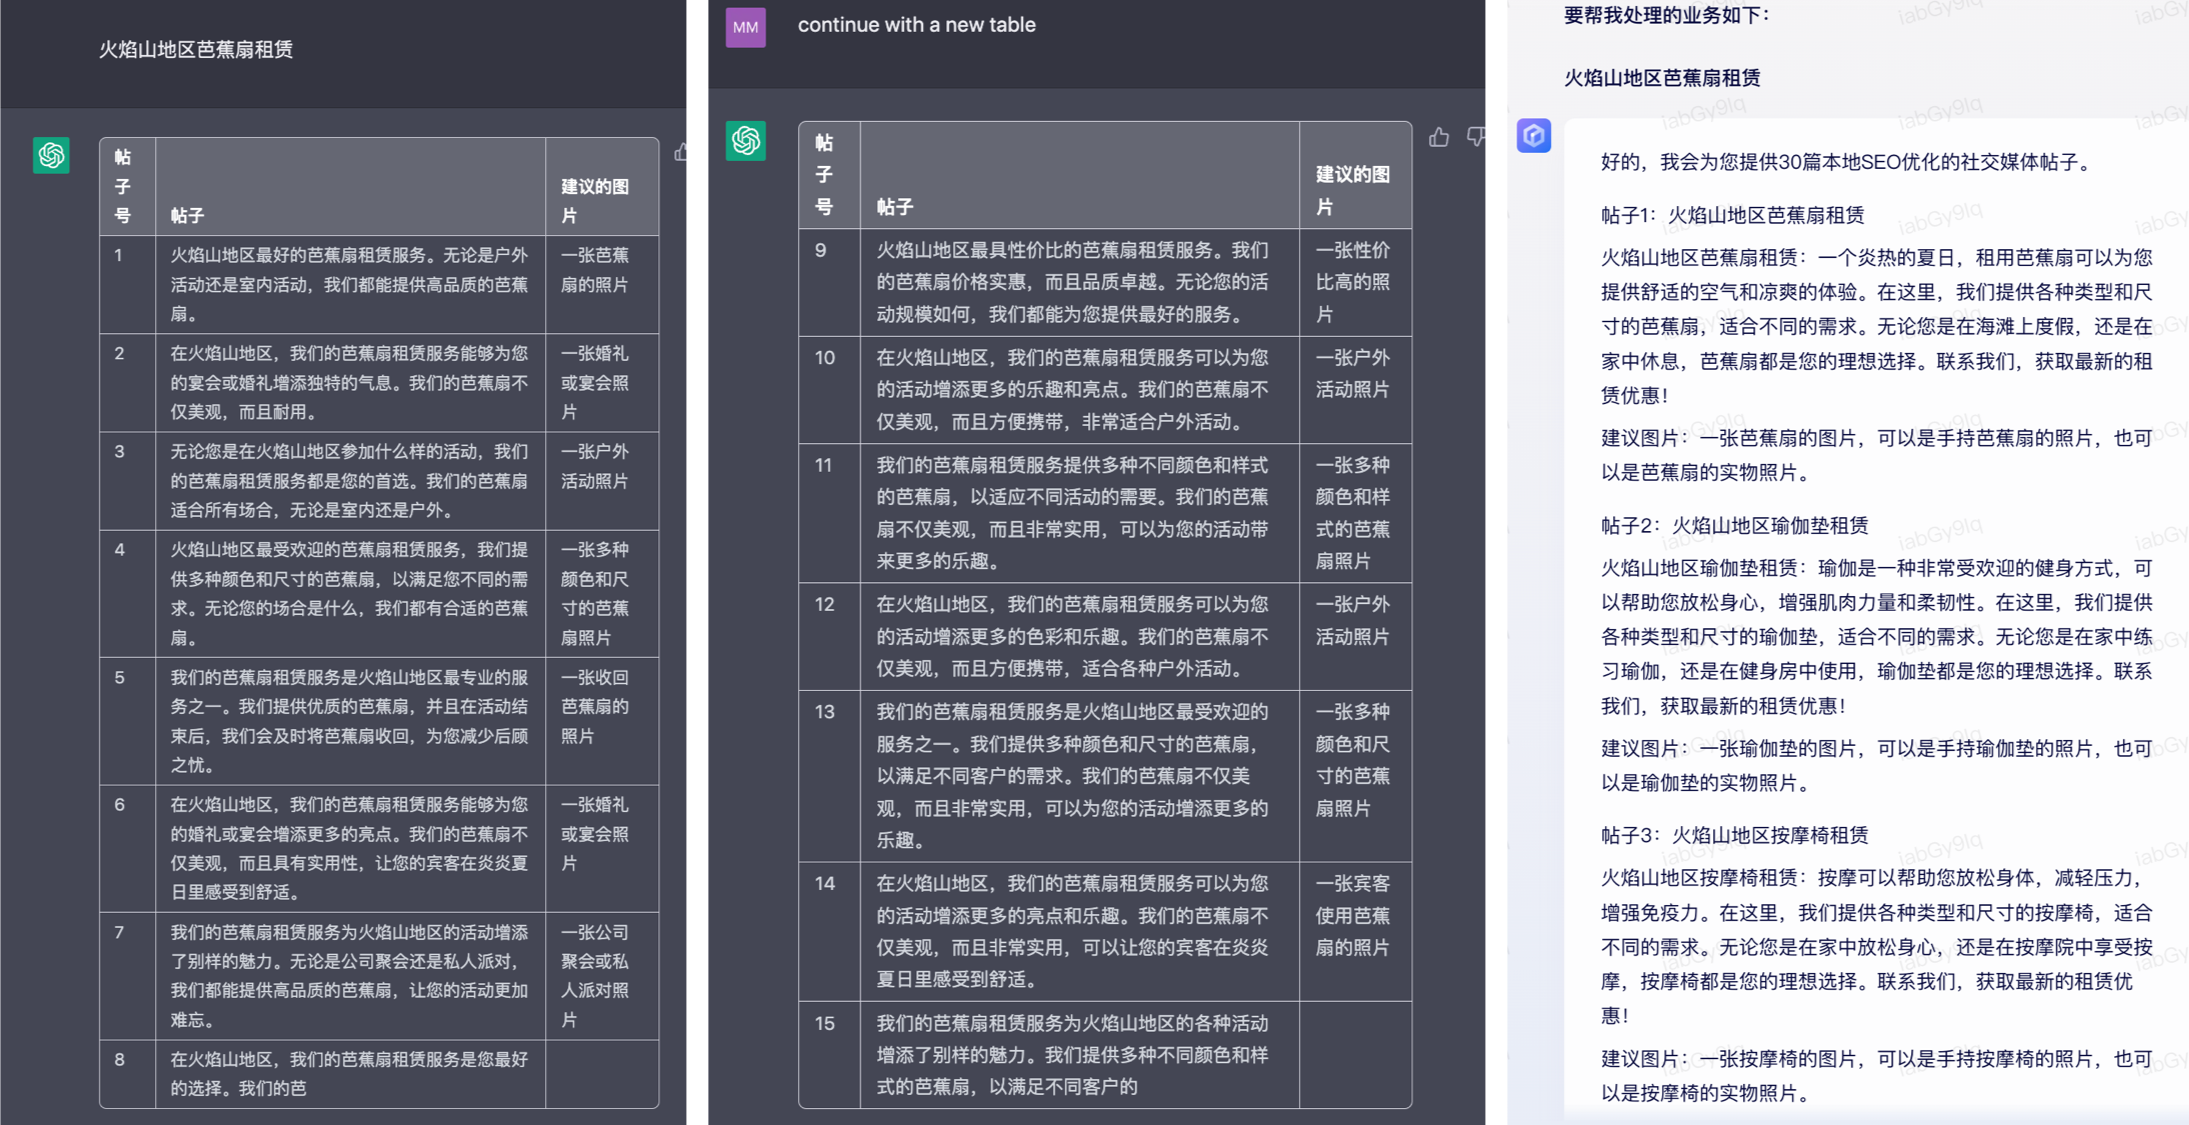 火焰山地区芭蕉扇租赁
帖
子
号
帖子
建议的图
片
1
火焰山地区最好的芭蕉扇租赁服务。无论是户外
活动还是室内活动，我们都能提供高品质的芭蕉
扇。
一张芭蕉
扇的照片
2
在火焰山地区，我们的芭蕉扇租赁服务能够为您
的宴会或婚礼增添独特的气息。我们的芭蕉扇不
仅美观，而且耐用。
一张婚礼
或宴会照
片
3
无论您是在火焰山地区参加什么样的活动，我们
的芭蕉扇租赁服务都是您的首选。我们的芭蕉扇
适合所有场合，无论是室内还是户外。
一张户外
活动照片
4
火焰山地区最受欢迎的芭蕉扇租赁服务，我们提
供多种颜色和尺寸的芭蕉扇，以满足您不同的需
求。无论您的场合是什么，我们都有合适的芭蕉
扇。
一张多种
颜色和尺
寸的芭蕉
扇照片
5
我们的芭蕉扇租赁服务是火焰山地区最专业的服
务之一。我们提供优质的芭蕉扇，并且在活动结
束后，我们会及时将芭蕉扇收回，为您减少后顾
之忧。
一张收回
芭蕉扇的
照片
6
在火焰山地区，我们的芭蕉扇租赁服务能够为您
的婚礼或宴会增添更多的亮点。我们的芭蕉扇不
仅美观，而且具有实用性，让您的宾客在炎炎夏
日里感受到舒适。
一张婚礼
或宴会照
片
7
我们的芭蕉扇租赁服务为火焰山地区的活动增添
了别样的魅力。无论是公司聚会还是私人派对，
我们都能提供高品质的芭蕉扇，让您的活动更加
难忘。
一张公司
聚会或私
人派对照
片
8
在火焰山地区，我们的芭蕉扇租赁服务是您最好
的选择。我们的芭
MM
continue with a new table
帖
子
号
帖子
建议的图
片
9
火焰山地区最具性价比的芭蕉扇租赁服务。我们
的芭蕉扇价格实惠，而且品质卓越。无论您的活
动规模如何，我们都能为您提供最好的服务。
一张性价
比高的照
片
10
在火焰山地区，我们的芭蕉扇租赁服务可以为您
的活动增添更多的乐趣和亮点。我们的芭蕉扇不
仅美观，而且方便携带，非常适合户外活动。
一张户外
活动照片
11
我们的芭蕉扇租赁服务提供多种不同颜色和样式
的芭蕉扇，以适应不同活动的需要。我们的芭蕉
扇不仅美观，而且非常实用，可以为您的活动带
来更多的乐趣。
一张多种
颜色和样
式的芭蕉
扇照片
12
在火焰山地区，我们的芭蕉扇租赁服务可以为您
的活动增添更多的色彩和乐趣。我们的芭蕉扇不
仅美观，而且方便携带，适合各种户外活动。
一张户外
活动照片
13
我们的芭蕉扇租赁服务是火焰山地区最受欢迎的
服务之一。我们提供多种颜色和尺寸的芭蕉扇，
以满足不同客户的需求。我们的芭蕉扇不仅美
观，而且非常实用，可以为您的活动增添更多的
乐趣。
一张多种
颜色和尺
寸的芭蕉
扇照片
14
在火焰山地区，我们的芭蕉扇租赁服务可以为您
的活动增添更多的亮点和乐趣。我们的芭蕉扇不
仅美观，而且非常实用，可以让您的宾客在炎炎
夏日里感受到舒适。
一张宾客
使用芭蕉
扇的照片
15
我们的芭蕉扇租赁服务为火焰山地区的各种活动
增添了别样的魅力。我们提供多种不同颜色和样
式的芭蕉扇，以满足不同客户的
要帮我处理的业务如下：
火焰山地区芭蕉扇租赁
好的，我会为您提供30篇本地SEO优化的社交媒体帖子。
帖子1：火焰山地区芭蕉扇租赁
火焰山地区芭蕉扇租赁：一个炎热的夏日，租用芭蕉扇可以为您
提供舒适的空气和凉爽的体验。在这里，我们提供各种类型和尺
寸的芭蕉扇，适合不同的需求。无论您是在海滩上度假，还是在
家中休息，芭蕉扇都是您的理想选择。联系我们，获取最新的租
赁优惠！
建议图片：一张芭蕉扇的图片，可以是手持芭蕉扇的照片，也可
以是芭蕉扇的实物照片。
帖子2：火焰山地区瑜伽垫租赁
火焰山地区瑜伽垫租赁：瑜伽是一种非常受欢迎的健身方式，可
以帮助您放松身心，增强肌肉力量和柔韧性。在这里，我们提供
各种类型和尺寸的瑜伽垫，适合不同的需求。无论您是在家中练
习瑜伽，还是在健身房中使用，瑜伽垫都是您的理想选择。联系
我们，获取最新的租赁优惠！
建议图片：一张瑜伽垫的图片，可以是手持瑜伽垫的照片，也可
以是瑜伽垫的实物照片。
帖子3：火焰山地区按摩椅租赁
火焰山地区按摩椅租赁：按摩可以帮助您放松身体，减轻压力，
增强免疫力。在这里，我们提供各种类型和尺寸的按摩椅，适合
不同的需求。无论您是在家中放松身心，还是在按摩院中享受按
摩，按摩椅都是您的理想选择。联系我们，获取最新的租赁优
惠！
建议图片：一张按摩椅的图片，可以是手持按摩椅的照片，也可
以是按摩椅的实物照片。